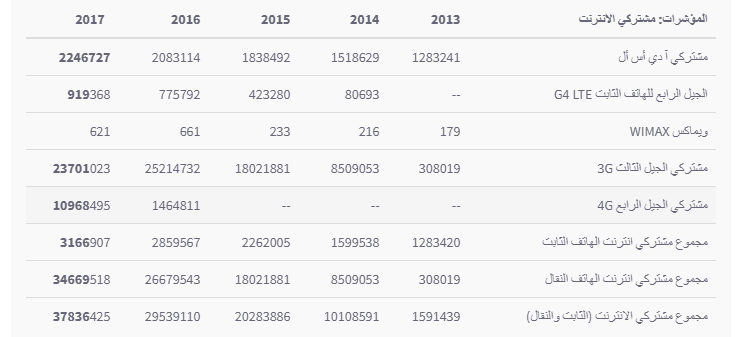 المؤشرات: مشتركي الانترنت 2013 2014 2015 2016 2017
مشتركي آ دي أس أل 1283241 1518629 1838492 2083114 2246727
الجيل الرابع للهاتف الثابت G4 LTE -- 80693 423280 775792 919368
ويماكس WIMAX 179 216 233 661 621
مشتركي الجيل الثالث 3G 308019 8509053 18021881 25214732 23701023
مشتركي الجيل الرابع 4G -- -- -- 1464811 10968495
مجموع مشتركي انترنت الهاتف الثابت 1283420 1599538 2262005 2859567 3166907
مجموع مشتركي انترنت الهاتف النقال 308019 8509053 18021881 26679543 34669518
مجموع مشتركي الانترنت (الثابت والنقال) 1591439 10108591 20283886 29539110 37836425